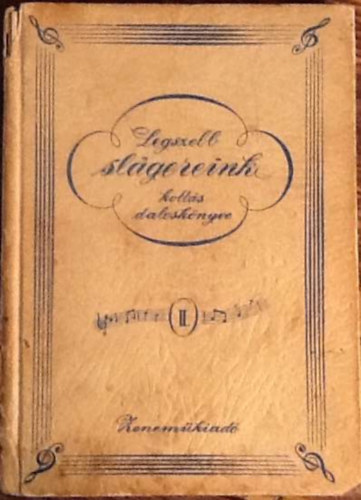 Legszebb
slágereink
kottás
daloskönyve
II
Zeneműkiadó